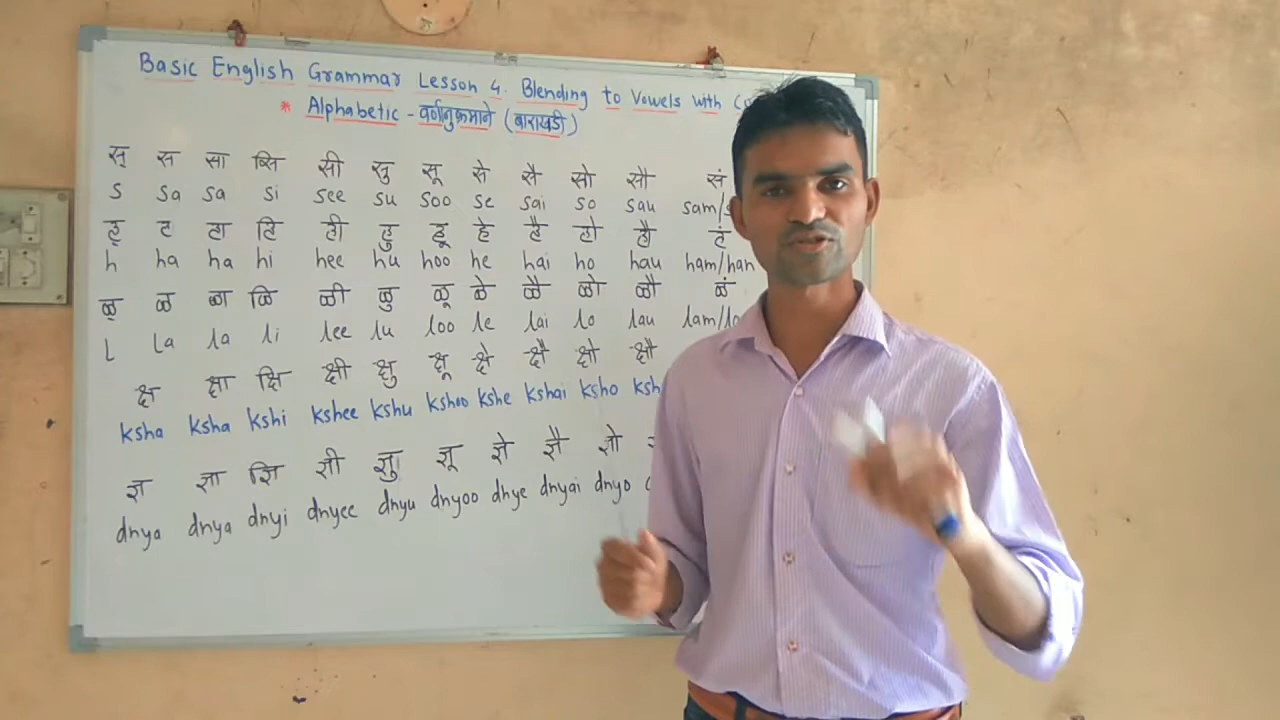 Basic English Grammar Lesson 4. Blending to Vowels with
* Alphabetic - वर्णानुक्रमाने (बाराखडी)
स् स सा सि सी सु सू से सै सो सौ सं
s sa sa si see su soo se sai so sau sam/
ह् ह हा हि ही हु हू हे है हो हौ हं
h ha ha hi hee hu hoo he hai ho hau ham/han
ळ् ळ ळा ळि ळी ळु ळू ळे ळै ळो ळौ ळं
l la la li lee lu loo le lai lo lau lam/
क्ष क्षा क्षि क्षी क्षु क्षू क्षे क्षै क्षो क्षौ
ksha ksha kshi kshee kshu kshoo kshe kshai ksho
ज्ञ ज्ञा ज्ञि ज्ञी ज्ञु ज्ञू ज्ञे ज्ञै ज्ञो
dnya dnya dnyi dnyee dnyu dnyoo dnye dnyai dnyo